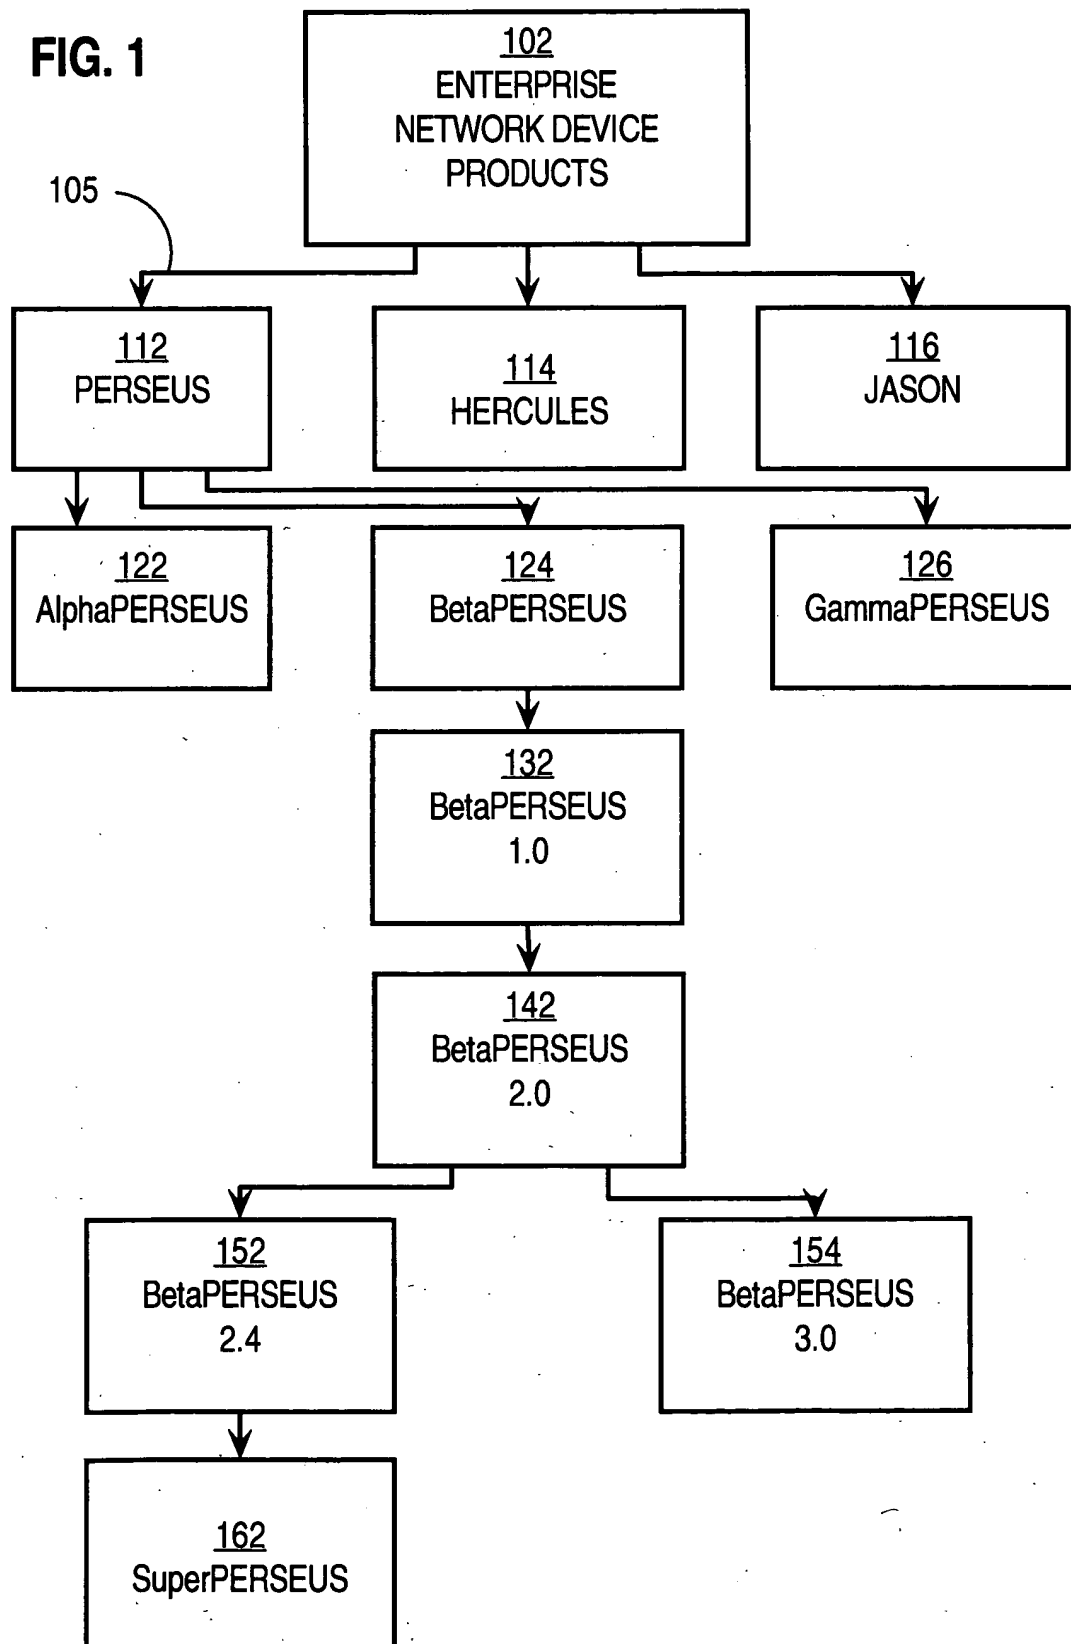 FIG. 1
102
ENTERPRISE
NETWORK DEVICE
PRODUCTS
105
112
PERSEUS
114
HERCULES
116
JASON
122
AlphaPERSEUS
124
BetaPERSEUS
126
GammaPERSEUS
132
BetaPERSEUS
1.0
142
BetaPERSEUS
2.0
152
BetaPERSEUS
2.4
154
BetaPERSEUS
3.0
162
SuperPERSEUS